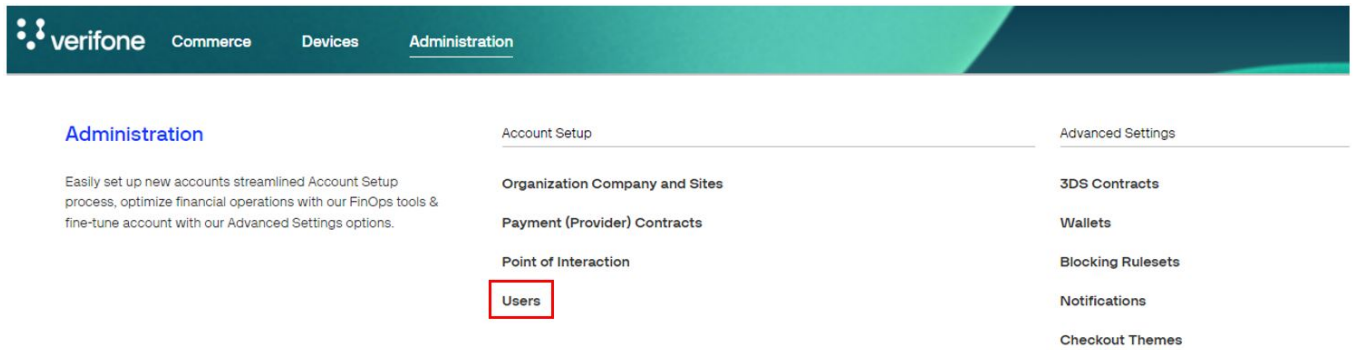 verifone Commerce Devices Administration
Administration
Easily set up new accounts streamlined Account Setup
process, optimize financial operations with our FinOps tools &
fine-tune account with our Advanced Settings options.
Account Setup
Organization Company and Sites
Payment (Provider) Contracts
Point of Interaction
Users
Advanced Settings
3DS Contracts
Wallets
Blocking Rulesets
Notifications
Checkout Themes